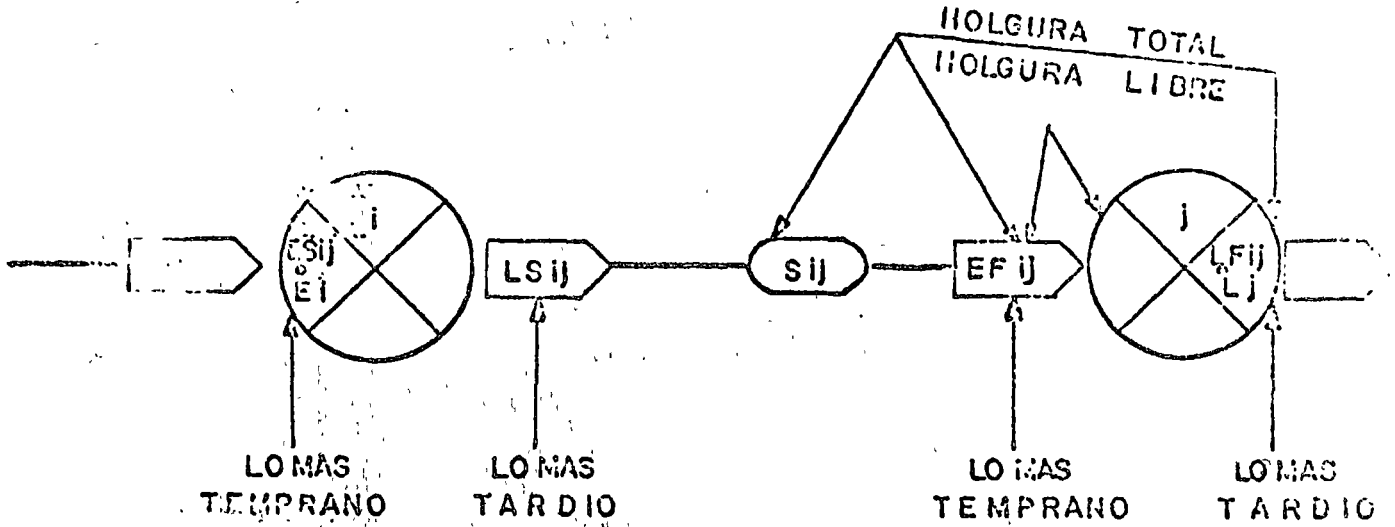 HOLGURA TOTAL
HOLGURA LIBRE
i
ESij
o
Ei
LSij
Sij
EFij
j
LFij
o
Lj
LO MAS
TEMPRANO
LO MAS
TARDIO
LO MAS
TEMPRANO
LO MAS
TARDIO